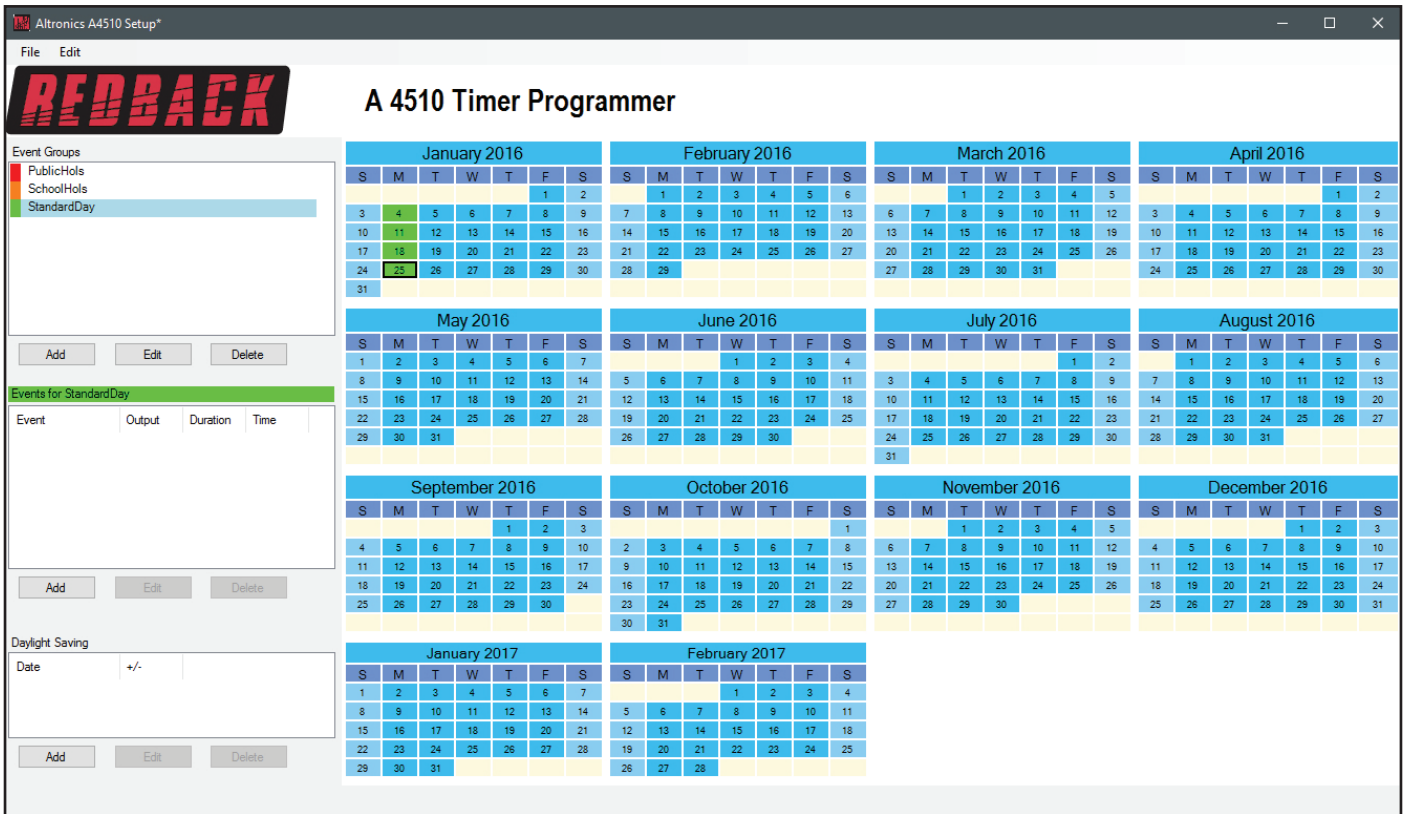 Altronics A4510 Setup*
File Edit
REDBACK
A 4510 Timer Programmer
Event Groups
PublicHols
SchoolHols
StandardDay
Add Edit Delete
Events for StandardDay
Event Output Duration Time
Add Edit Delete
Daylight Saving
Date +/-
Add Edit Delete
January 2016
S M T W T F S
1 2
3 4 5 6 7 8 9
10 11 12 13 14 15 16
17 18 19 20 21 22 23
24 25 26 27 28 29 30
31
February 2016
S M T W T F S
1 2 3 4 5 6
7 8 9 10 11 12 13
14 15 16 17 18 19 20
21 22 23 24 25 26 27
28 29
March 2016
S M T W T F S
1 2 3 4 5
6 7 8 9 10 11 12
13 14 15 16 17 18 19
20 21 22 23 24 25 26
27 28 29 30 31
April 2016
S M T W T F S
1 2
3 4 5 6 7 8 9
10 11 12 13 14 15 16
17 18 19 20 21 22 23
24 25 26 27 28 29 30
May 2016
S M T W T F S
1 2 3 4 5 6 7
8 9 10 11 12 13 14
15 16 17 18 19 20 21
22 23 24 25 26 27 28
29 30 31
June 2016
S M T W T F S
1 2 3 4
5 6 7 8 9 10 11
12 13 14 15 16 17 18
19 20 21 22 23 24 25
26 27 28 29 30
July 2016
S M T W T F S
1 2
3 4 5 6 7 8 9
10 11 12 13 14 15 16
17 18 19 20 21 22 23
24 25 26 27 28 29 30
31
August 2016
S M T W T F S
1 2 3 4 5 6
7 8 9 10 11 12 13
14 15 16 17 18 19 20
21 22 23 24 25 26 27
28 29 30 31
September 2016
S M T W T F S
1 2 3
4 5 6 7 8 9 10
11 12 13 14 15 16 17
18 19 20 21 22 23 24
25 26 27 28 29 30
October 2016
S M T W T F S
1
2 3 4 5 6 7 8
9 10 11 12 13 14 15
16 17 18 19 20 21 22
23 24 25 26 27 28 29
30 31
November 2016
S M T W T F S
1 2 3 4 5
6 7 8 9 10 11 12
13 14 15 16 17 18 19
20 21 22 23 24 25 26
27 28 29 30
December 2016
S M T W T F S
1 2 3
4 5 6 7 8 9 10
11 12 13 14 15 16 17
18 19 20 21 22 23 24
25 26 27 28 29 30 31
January 2017
S M T W T F S
1 2 3 4 5 6 7
8 9 10 11 12 13 14
15 16 17 18 19 20 21
22 23 24 25 26 27 28
29 30 31
February 2017
S M T W T F S
1 2 3 4
5 6 7 8 9 10 11
12 13 14 15 16 17 18
19 20 21 22 23 24 25
26 27 28